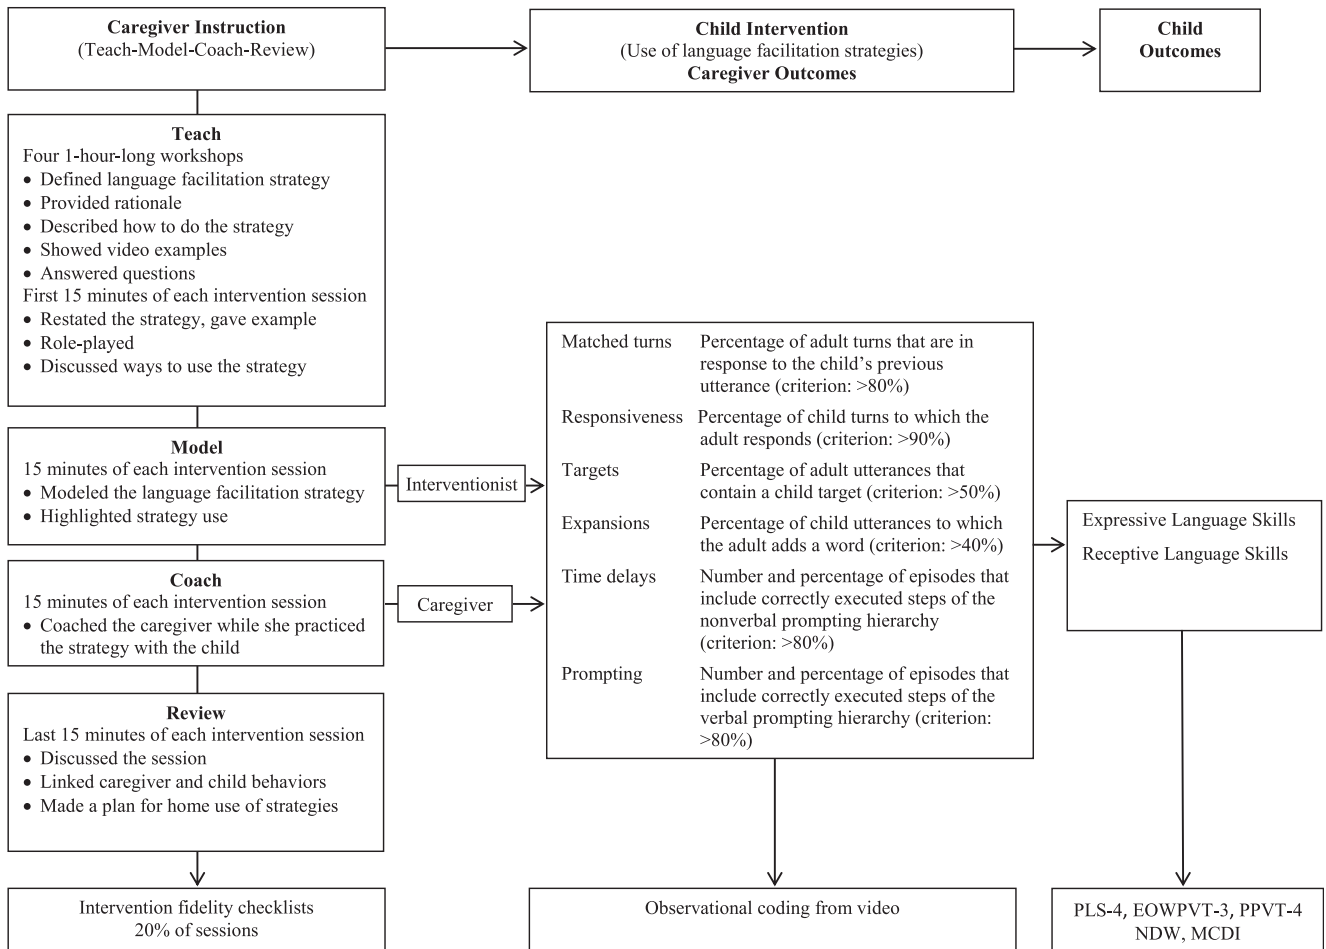 Caregiver Instruction
(Teach-Model-Coach-Review)
Child Intervention
(Use of language facilitation strategies)
Caregiver Outcomes
Child
Outcomes
Teach
Four 1-hour-long workshops
• Defined language facilitation strategy
• Provided rationale
• Described how to do the strategy
• Showed video examples
• Answered questions
First 15 minutes of each intervention session
• Restated the strategy, gave example
• Role-played
• Discussed ways to use the strategy
Model
15 minutes of each intervention session
• Modeled the language facilitation strategy
• Highlighted strategy use
Coach
15 minutes of each intervention session
• Coached the caregiver while she practiced
the strategy with the child
Review
Last 15 minutes of each intervention session
• Discussed the session
• Linked caregiver and child behaviors
• Made a plan for home use of strategies
Intervention fidelity checklists
20% of sessions
Interventionist
Caregiver
Matched turns Percentage of adult turns that are in
response to the child's previous
utterance (criterion: >80%)
Responsiveness Percentage of child turns to which the
adult responds (criterion: >90%)
Targets Percentage of adult utterances that
contain a child target (criterion: >50%)
Expansions Percentage of child utterances to which
the adult adds a word (criterion: >40%)
Time delays Number and percentage of episodes that
include correctly executed steps of the
nonverbal prompting hierarchy
(criterion: >80%)
Prompting Number and percentage of episodes that
include correctly executed steps of the
verbal prompting hierarchy (criterion:
>80%)
Observational coding from video
Expressive Language Skills
Receptive Language Skills
PLS-4, EOWPVT-3, PPVT-4
NDW, MCDI